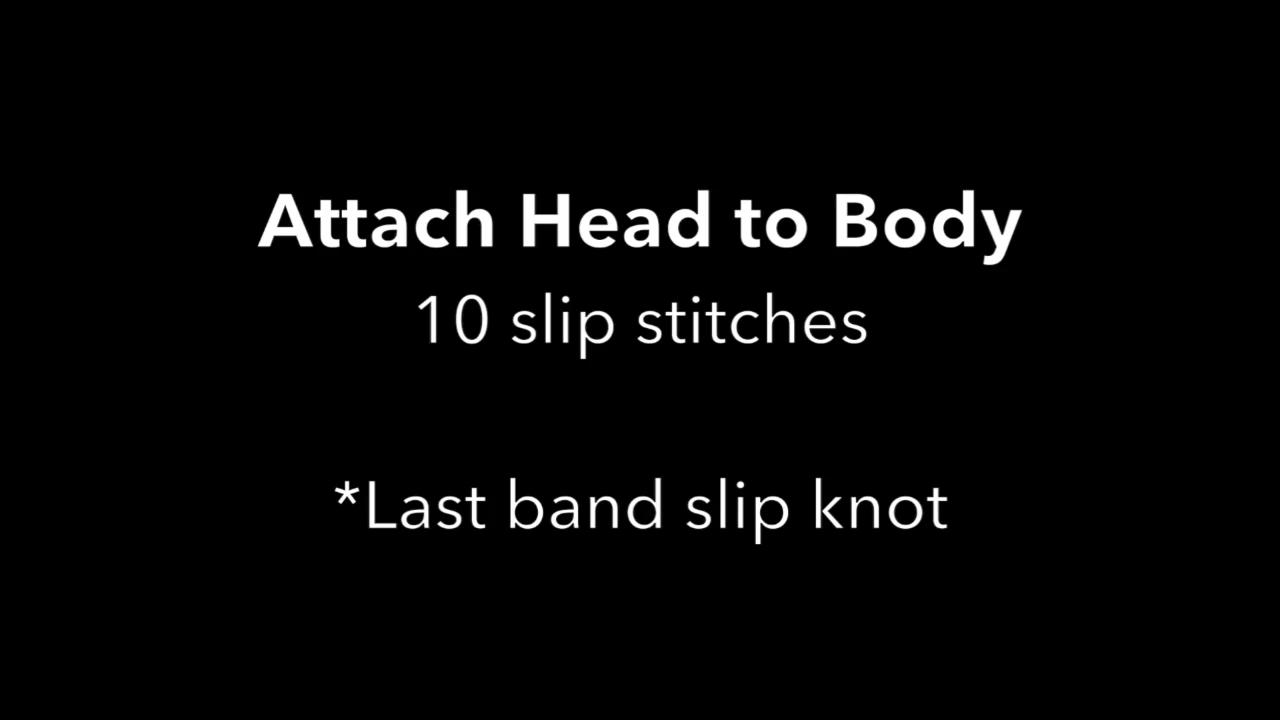 Attach Head to Body
10 slip stitches
*Last band slip knot